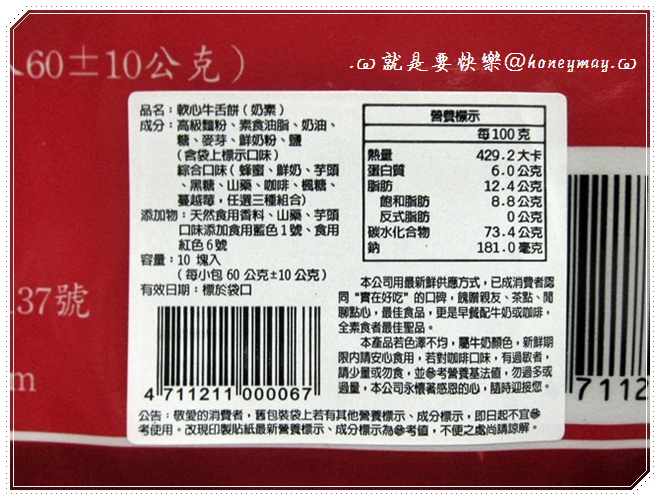 人60±10公克）
.ω就是要快樂@honeymay.ω
品名：軟心牛舌餅（奶素）
成分：高級麵粉、素食油脂、奶油、
糖、麥芽、鮮奶粉、鹽
（含袋上標示口味）
綜合口味（蜂蜜、鮮奶、芋頭
、黑糖、山藥、咖啡、楓糖、
蔓越莓，任選三種組合）
添加物：天然食用香料、山藥、芋頭
口味添加食用藍色1號、食用
紅色6號
容量：10 塊入
（每小包 60 公克±10 公克）
有效日期：標於袋口
4 711211 000067
營養標示
每100 克
熱量 429.2 大卡
蛋白質 6.0 公克
脂肪 12.4 公克
飽和脂肪 8.8 公克
反式脂肪 0 公克
碳水化合物 73.4 公克
鈉 181.0 毫克
本公司用最新鮮供應方式，已成消費者認
同“實在好吃”的口碑，餽贈親友、茶點、閒
聊點心，最佳食品，更是早餐配牛奶或咖啡，
全素食者最佳聖品。
本產品若色澤不均，屬牛奶顏色，新鮮期
限內請安心食用，若對咖啡口味，有過敏者，
請少量或勿食，並參考營養基法值，勿過多或
過量，本公司永懷著感恩的心，隨時迎接您。
公告：敬愛的消費者，舊包裝袋上若有其他營養標示、成分標示，即日起不宜參
考使用。改現印製貼紙最新營養標示、成分標示為參考值，不便之處尚請諒解。
37號
m
7112